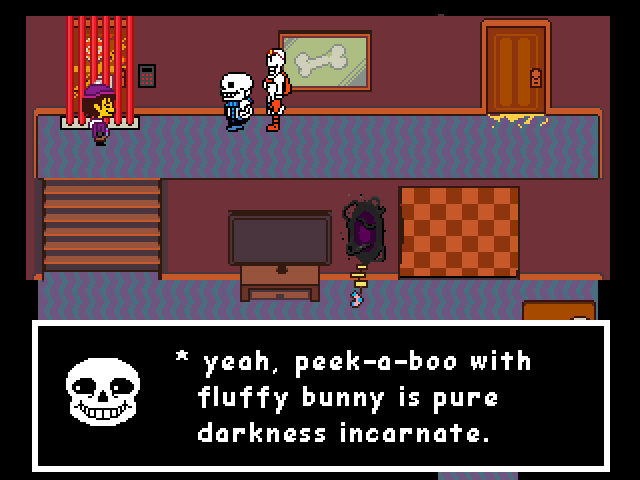 * yeah, peek-a-boo with
fluffy bunny is pure
darkness incarnate.